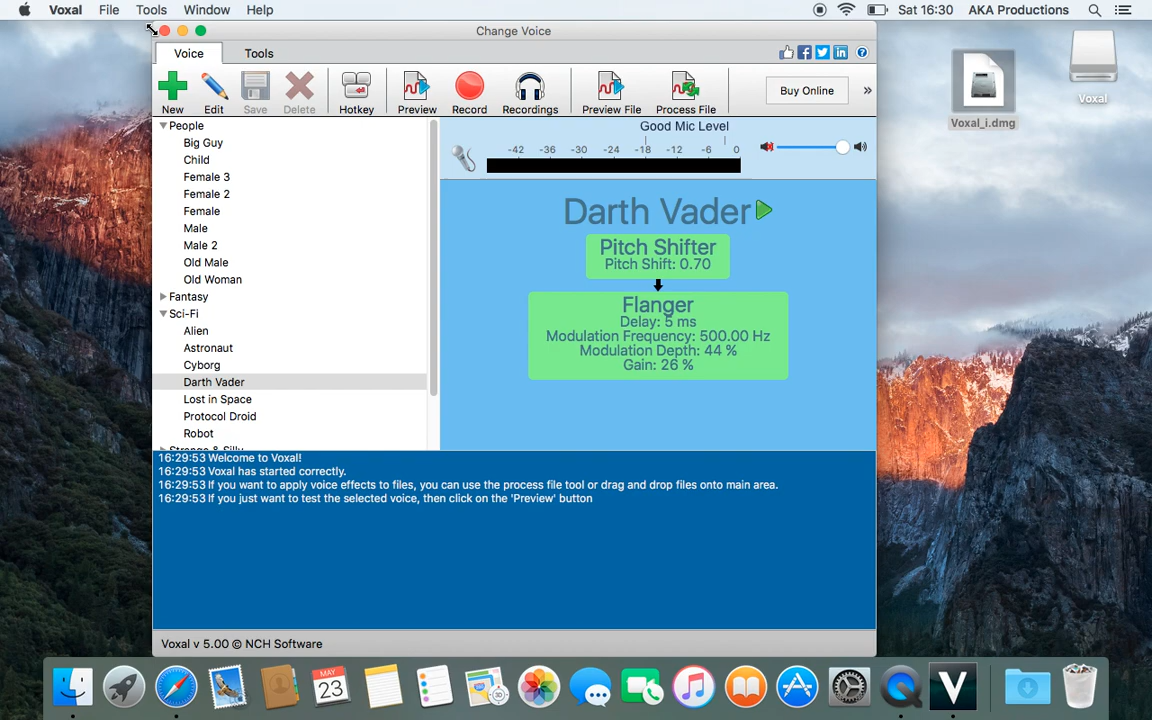 Voxal File Tools Window Help Sat 16:30 AKA Productions
Change Voice
Voice Tools
New Edit Save Delete Hotkey Preview Record Recordings Preview File Process File Buy Online »
Voxal_i.dmg
Voxal
People
Big Guy
Child
Female 3
Female 2
Female
Male
Male 2
Old Male
Old Woman
Fantasy
Sci-Fi
Alien
Astronaut
Cyborg
Darth Vader
Lost in Space
Protocol Droid
Robot
Strange & Silly
Good Mic Level
-42 -36 -30 -24 -18 -12 -6 0
Darth Vader
Pitch Shifter
Pitch Shift: 0.70
Flanger
Delay: 5 ms
Modulation Frequency: 500.00 Hz
Modulation Depth: 44 %
Gain: 26 %
16:29:53 Welcome to Voxal!
16:29:53 Voxal has started correctly.
16:29:53 If you want to apply voice effects to files, you can use the process file tool or drag and drop files onto main area.
16:29:53 If you just want to test the selected voice, then click on the 'Preview' button
Voxal v 5.00 © NCH Software
MAY
23
3D
V